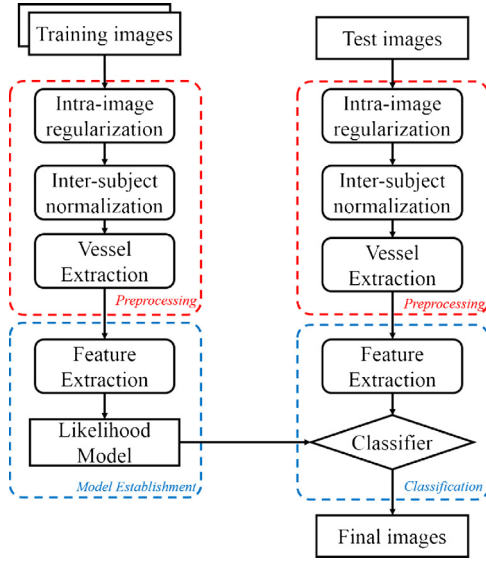 Training images
Intra-image
regularization
Inter-subject
normalization
Vessel
Extraction
Preprocessing
Feature
Extraction
Likelihood
Model
Model Establishment
Test images
Intra-image
regularization
Inter-subject
normalization
Vessel
Extraction
Preprocessing
Feature
Extraction
Classifier
Classification
Final images